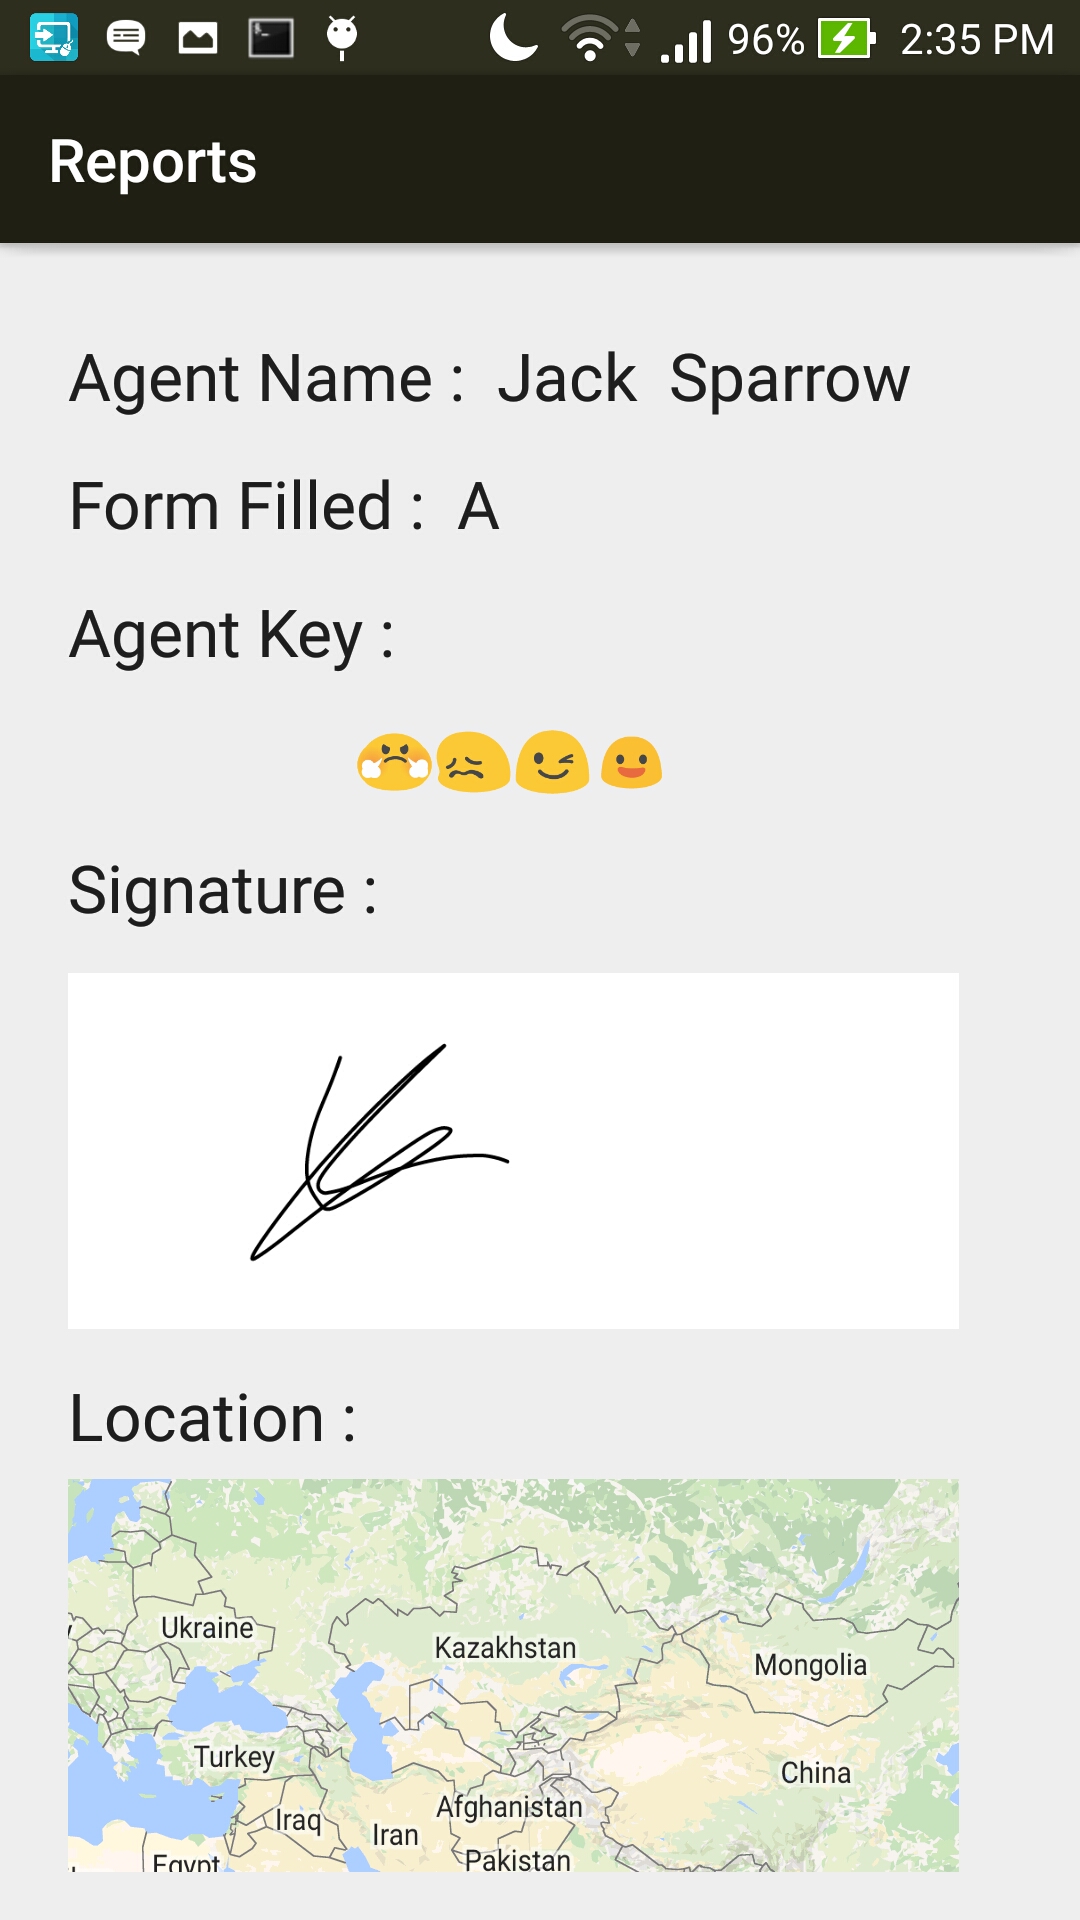 96% 2:35 PM
Reports
Agent Name :  Jack  Sparrow
Form Filled :  A
Agent Key :
😤😖😉😃
Signature :
Location :
Ukraine
Kazakhstan
Mongolia
Turkey
China
Afghanistan
Iraq
Iran
Pakistan
Egypt